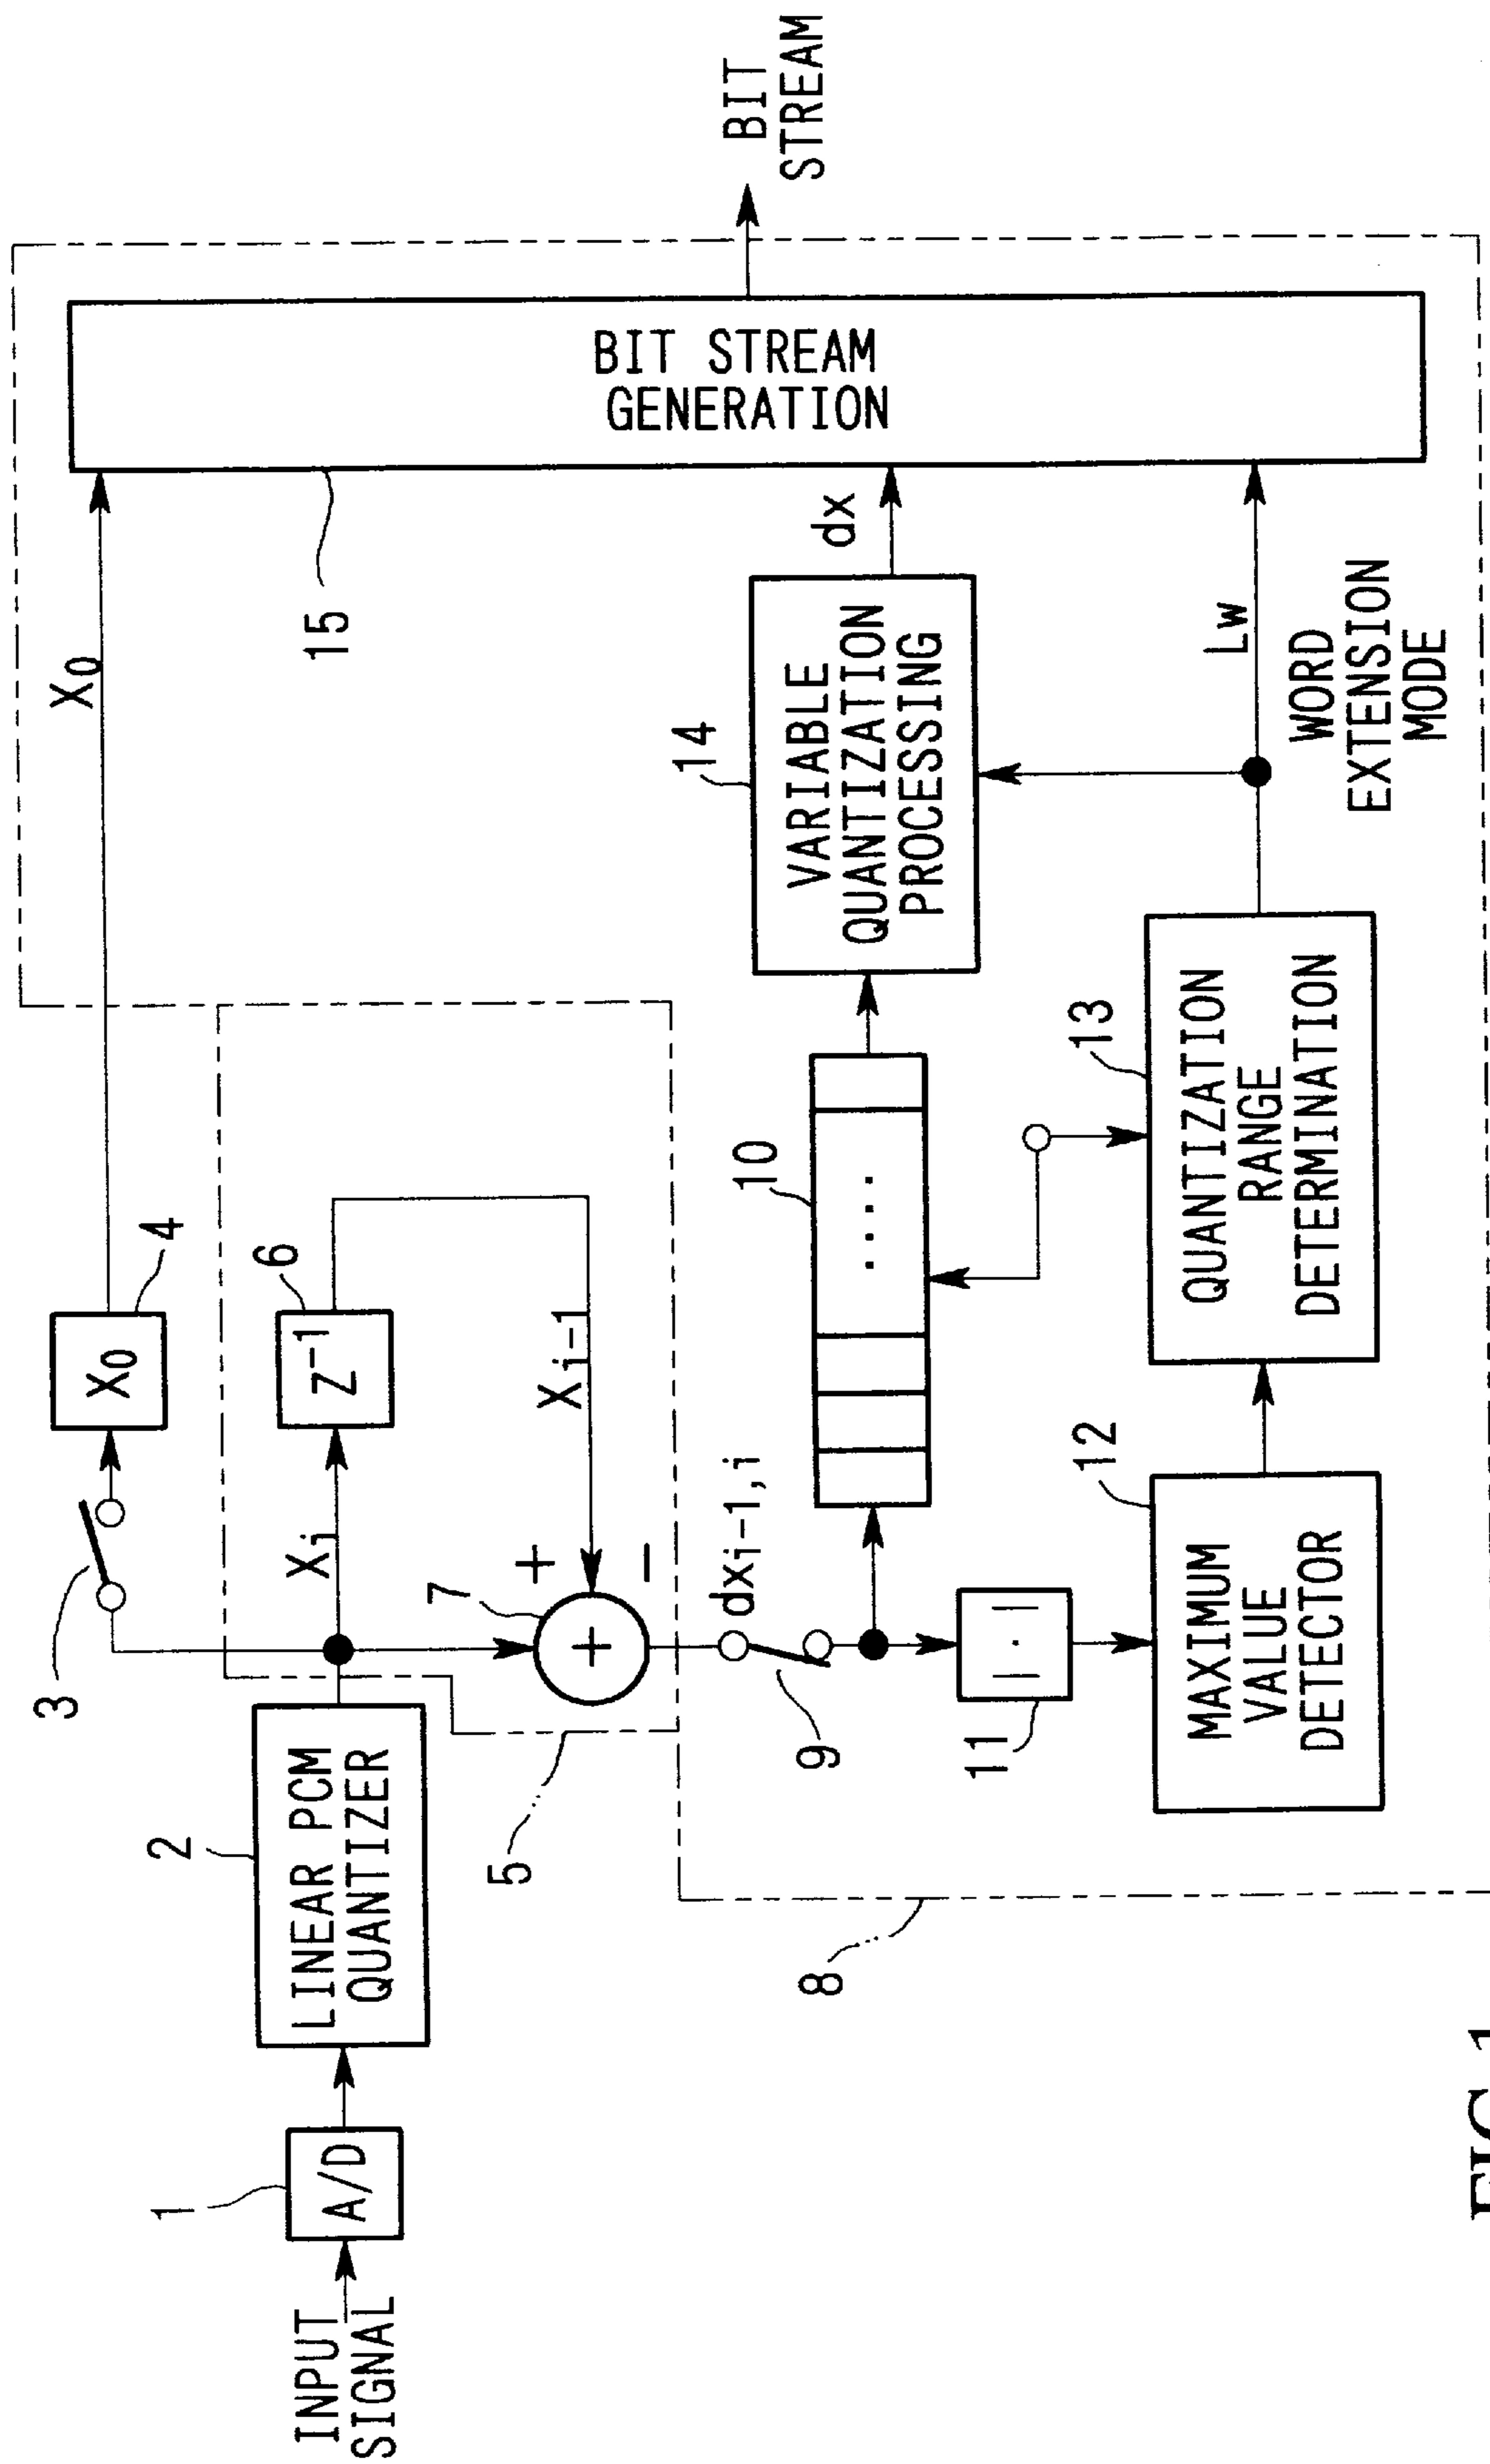 INPUT
SIGNAL
1
A/D
2
LINEAR PCM
QUANTIZER
3
4
X0
X0
5
Xi
6
Z−1
Xi−1
7
+
+
−
8
9
dxi−1,i
10
....
11
|·|
12
MAXIMUM
VALUE
DETECTOR
13
QUANTIZATION
RANGE
DETERMINATION
14
VARIABLE
QUANTIZATION
PROCESSING
dx
Lw
WORD
EXTENSION
MODE
15
BIT STREAM
GENERATION
BIT
STREAM
FIG.1